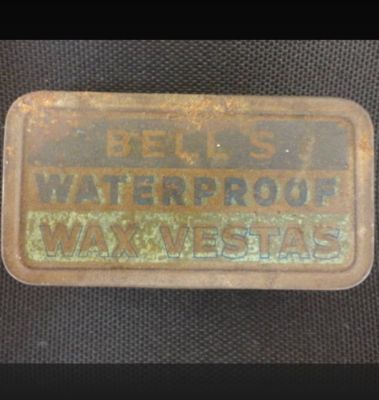 BELL'S
WATERPROOF
WAX VESTAS